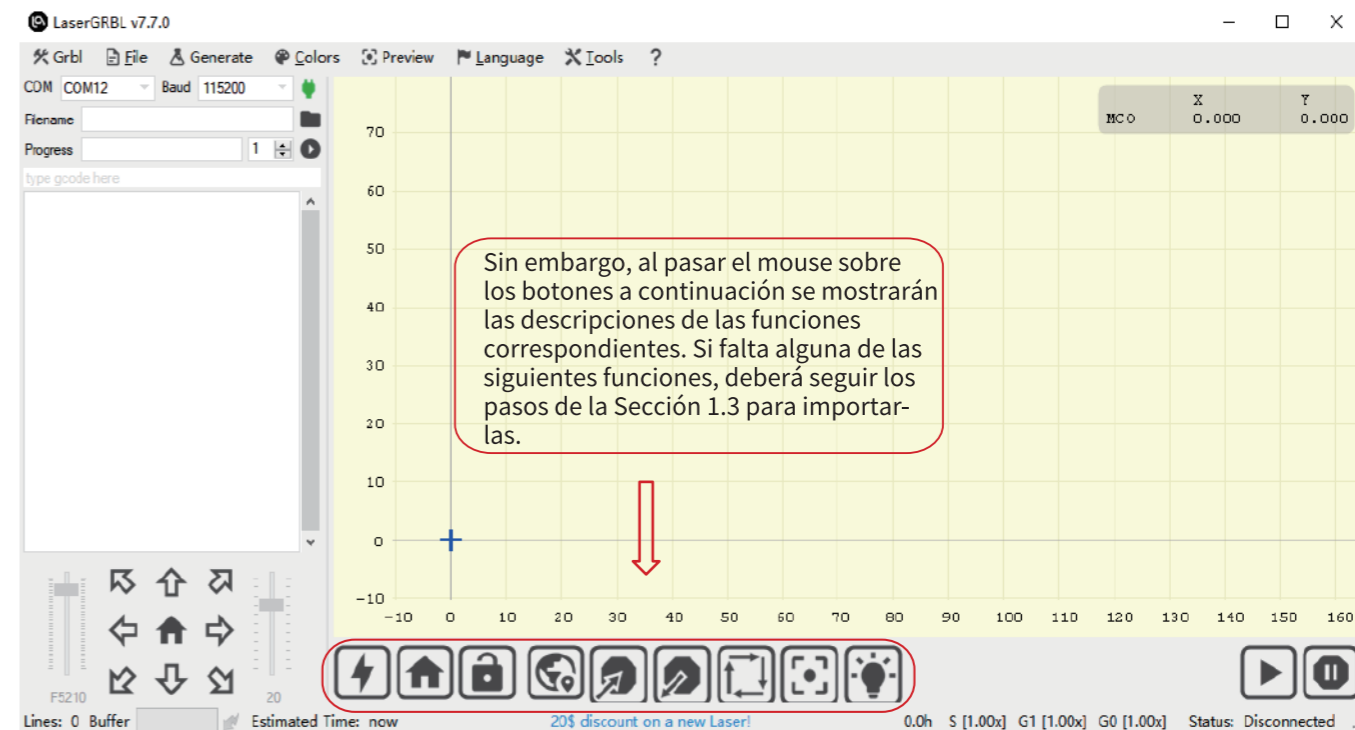 LaserGRBL v7.7.0
Grbl File Generate Colors Preview Language Tools ?
COM COM12 Baud 115200
Filename
Progress 1
type gcode here
X Y
MCO 0.000 0.000
70
60
50
40
30
20
10
0
-10
Sin embargo, al pasar el mouse sobre
los botones a continuación se mostrarán
las descripciones de las funciones
correspondientes. Si falta alguna de las
siguientes funciones, deberá seguir los
pasos de la Sección 1.3 para importar-
las.
-10 0 10 20 30 40 50 60 70 80 90 100 110 120 130 140 150 160
F5210 20
Lines: 0 Buffer Estimated Time: now 20$ discount on a new Laser! 0.0h S [1.00x] G1 [1.00x] G0 [1.00x] Status: Disconnected